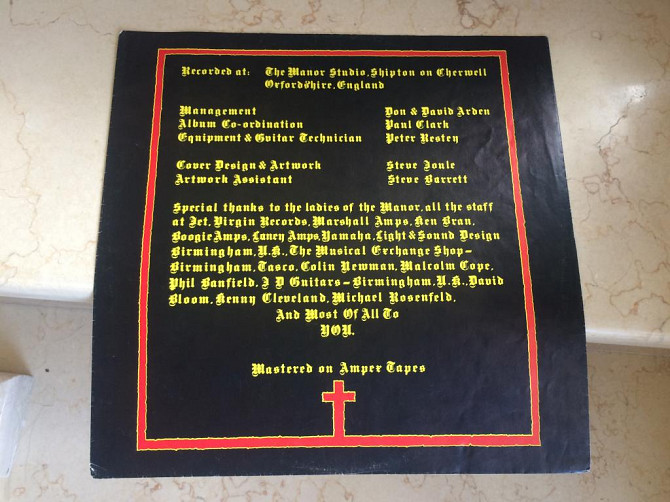 Recorded at: The Manor Studio, Shipton on Cherwell
Oxfordshire, England
Management Don & David Arden
Album Co-ordination Paul Clark
Equipment & Guitar Technician Peter Restey
Cover Design & Artwork Steve Joule
Artwork Assistant Steve Barrett
Special thanks to the ladies of the Manor, all the staff
at Jet, Virgin Records, Marshall Amps, Ken Bran,
Boogie Amps, Laney Amps, Yamaha, Light & Sound Design
Birmingham, U.K., The Musical Exchange Shop-
Birmingham, Tasco, Colin Newman, Malcolm Cope,
Phil Banfield, J D Guitars-Birmingham, U.K., David
Bloom, Kenny Cleveland, Michael Rosenfeld,
And Most Of All To
YOU.
Mastered on Ampex Tapes